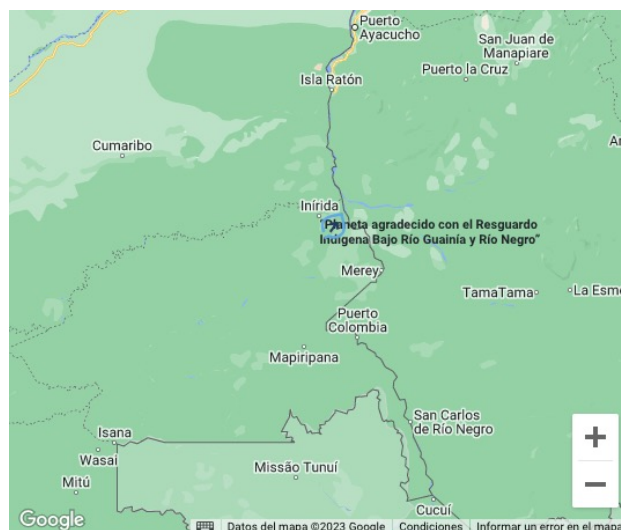 Puerto
Ayacucho
San Juan de
Manapiare
Puerto la Cruz
Isla Ratón
Cumaribo
Inírida
"Planeta agradecido con el Resguardo
Indígena Bajo Río Guainía y Río Negro"
Merey
TamaTama
La Esme
Puerto
Colombia
Mapiripana
San Carlos
de Río Negro
Isana
Wasai
Mitú
Missão Tunuí
Cucuí
Google
Datos del mapa ©2023 Google
Condiciones
Informar un error en el mapa